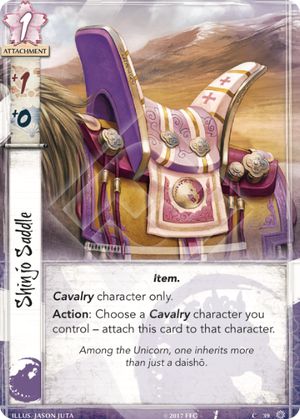 1
ATTACHMENT
+1
+0
Shinjo Saddle
Item.
Cavalry character only.
Action: Choose a Cavalry character you
control – attach this card to that character.
Among the Unicorn, one inherits more
than just a daishō.
ILLUS. JASON JUTA
© 2017 FFG
C
39